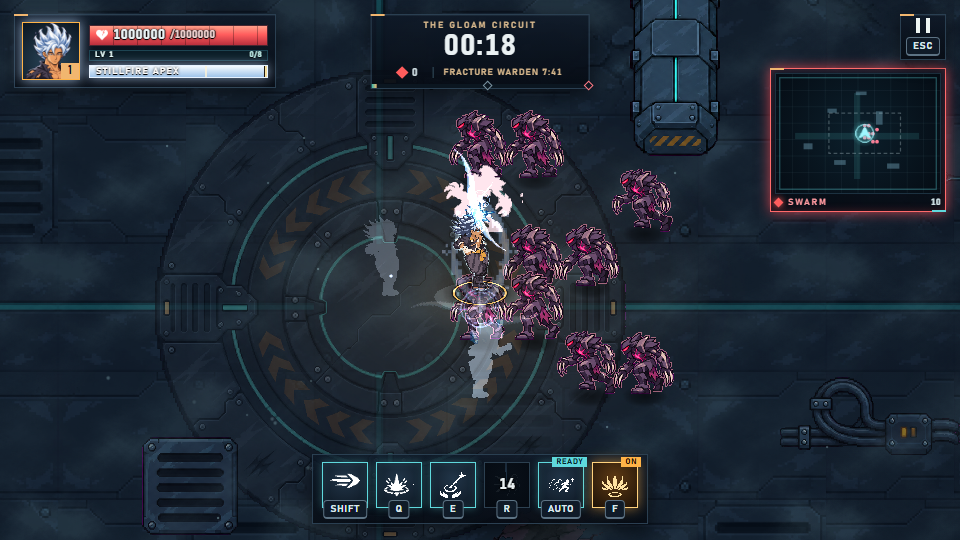 THE GLOAM CIRCUIT
00:18
0 FRACTURE WARDEN 7:41
1000000 /1000000
LV 1 0/8
STILLFIRE APEX
1
ESC
SWARM 10
READY ON
14
SHIFT Q E R AUTO F